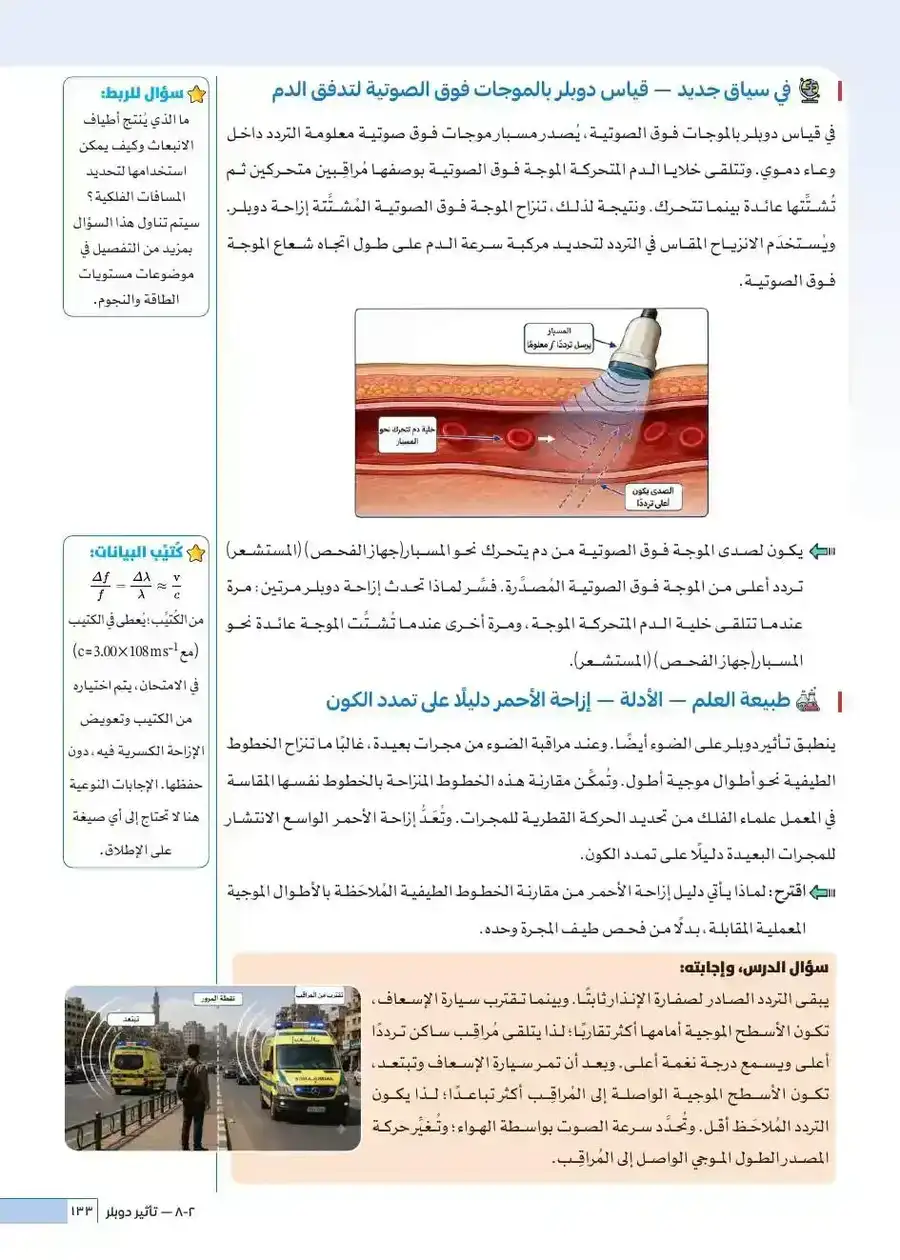 في سياق جديد — قياس دوبلر بالموجات فوق الصوتية لتدفق الدم
في قياس دوبلر بالموجات فوق الصوتية، يُصدر مسبار موجات فوق صوتية معلومة التردد داخل
وعاء دموي. وتتلقى خلايا الدم المتحركة الموجة فوق الصوتية بوصفها مُراقِبين متحركين ثم
تُشتِّتها عائدة بينما تتحرك. ونتيجة لذلك، تنزاح الموجة فوق الصوتية المُشتَّتة إزاحة دوبلر.
ويُستخدَم الانزياح المقاس في التردد لتحديد مركبة سرعة الدم على طول اتجاه شعاع الموجة
فوق الصوتية.
المسبار
يرسل ترددًا f معلومًا
خلية دم تتحرك نحو
المسبار
الصدى يكون
أعلى ترددًا
يكون لصدى الموجة فوق الصوتية من دم يتحرك نحو المسبار(جهاز الفحص) (المستشعر)
تردد أعلى من الموجة فوق الصوتية المُصدَّرة. فسِّر لماذا تحدث إزاحة دوبلر مرتين: مرة
عندما تتلقى خلية الدم المتحركة الموجة، ومرة أخرى عندما تُشتِّت الموجة عائدة نحو
المسبار(جهاز الفحص) (المستشعر).
طبيعة العلم — الأدلة — إزاحة الأحمر دليلًا على تمدد الكون
ينطبق تأثير دوبلر على الضوء أيضًا. وعند مراقبة الضوء من مجرات بعيدة، غالبًا ما تنزاح الخطوط
الطيفية نحو أطوال موجية أطول. وتُمكِّن مقارنة هذه الخطوط المنزاحة بالخطوط نفسها المقاسة
في المعمل علماء الفلك من تحديد الحركة القطرية للمجرات. وتُعَدُّ إزاحة الأحمر الواسع الانتشار
للمجرات البعيدة دليلًا على تمدد الكون.
اقترح: لماذا يأتي دليل إزاحة الأحمر من مقارنة الخطوط الطيفية المُلاحَظة بالأطوال الموجية
المعملية المقابلة، بدلًا من فحص طيف المجرة وحده.
سؤال الدرس، وإجابته:
يبقى التردد الصادر لصفارة الإنذار ثابتًا. وبينما تقترب سيارة الإسعاف،
تكون الأسطح الموجية أمامها أكثر تقاربًا؛ لذا يتلقى مُراقِب ساكن ترددًا
أعلى ويسمع درجة نغمة أعلى. وبعد أن تمر سيارة الإسعاف وتبتعد،
تكون الأسطح الموجية الواصلة إلى المُراقِب أكثر تباعدًا؛ لذا يكون
التردد المُلاحَظ أقل. وتُحدَّد سرعة الصوت بواسطة الهواء؛ وتُغيِّر حركة
المصدر الطول الموجي الواصل إلى المُراقِب.
تقترب من المراقب
نقطة المرور
تبتعد
AMBULANCE
سؤال للربط:
ما الذي يُنتج أطياف
الانبعاث وكيف يمكن
استخدامها لتحديد
المسافات الفلكية؟
سيتم تناول هذا السؤال
بمزيد من التفصيل في
موضوعات مستويات
الطاقة والنجوم.
كُتيِّب البيانات:
Δf/f = Δλ/λ ≈ v/c
من الكُتيِّب؛ يُعطى في الكتيب
(مع c=3.00×108ms⁻¹)
في الامتحان، يتم اختياره
من الكتيب وتعويض
الإزاحة الكسرية فيه، دون
حفظها. الإجابات النوعية
هنا لا تحتاج إلى أي صيغة
على الإطلاق.
٨-٢ — تأثير دوبلر
١٣٣